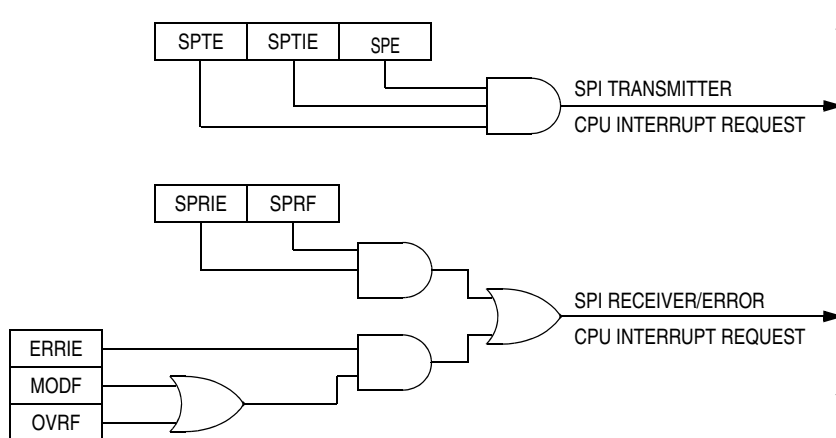 SPTE SPTIE SPE
SPI TRANSMITTER
CPU INTERRUPT REQUEST
SPRIE SPRF
SPI RECEIVER/ERROR
CPU INTERRUPT REQUEST
ERRIE
MODF
OVRF